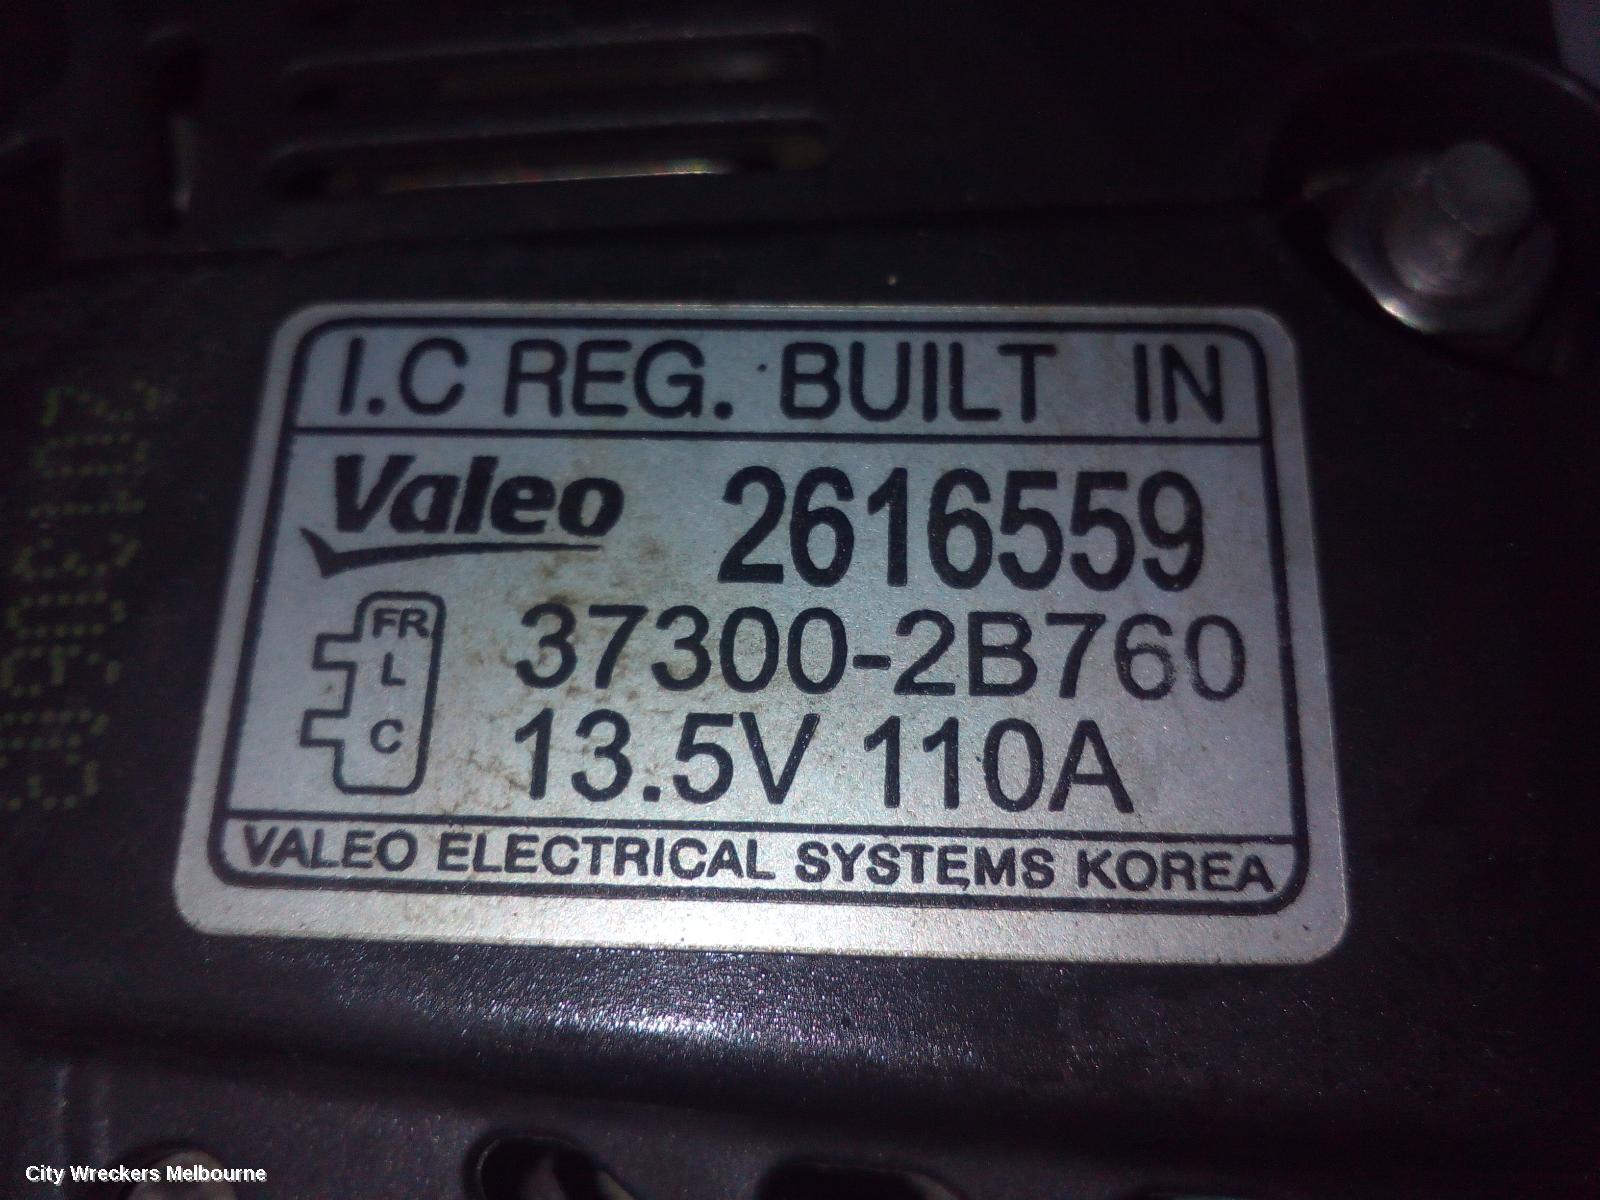 I.C REG. BUILT IN
Valeo 2616559
FR
L
C
37300-2B760
13.5V 110A
VALEO ELECTRICAL SYSTEMS KOREA
City Wreckers Melbourne